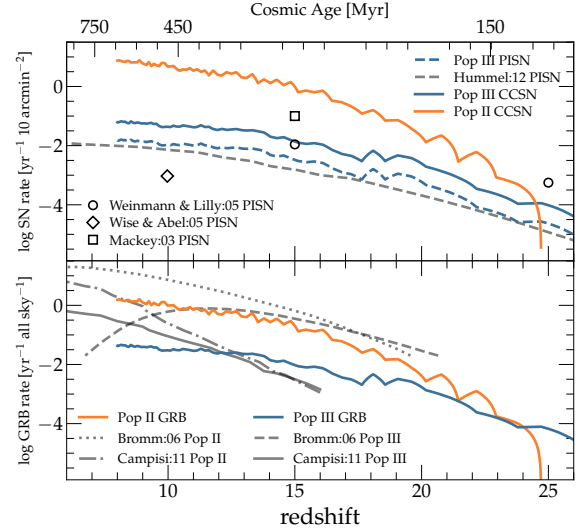 Cosmic Age [Myr]
750 450 150
log SN rate [yr⁻¹ 10 arcmin⁻²]
0
−2
−4
Pop III PISN
Hummel:12 PISN
Pop III CCSN
Pop II CCSN
Weinmann & Lilly:05 PISN
Wise & Abel:05 PISN
Mackey:03 PISN
log GRB rate [yr⁻¹ all sky⁻¹]
0
−2
−4
Pop II GRB Pop III GRB
Bromm:06 Pop II Bromm:06 Pop III
Campisi:11 Pop II Campisi:11 Pop III
10 15 20 25
redshift